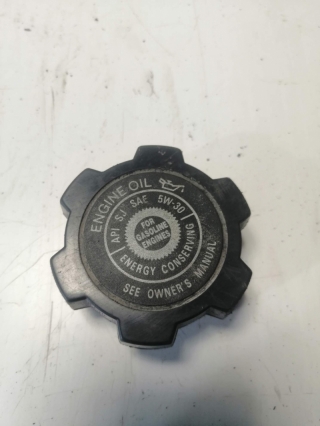 ENGINE OIL
API SJ SAE 5W-30
FOR
GASOLINE
ENGINES
ENERGY CONSERVING
SEE OWNER'S MANUAL